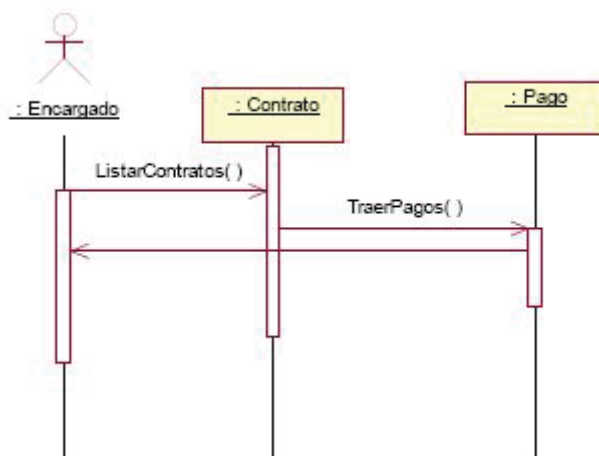 : Encargado
: Contrato
: Pago
ListarContratos( )
TraerPagos( )